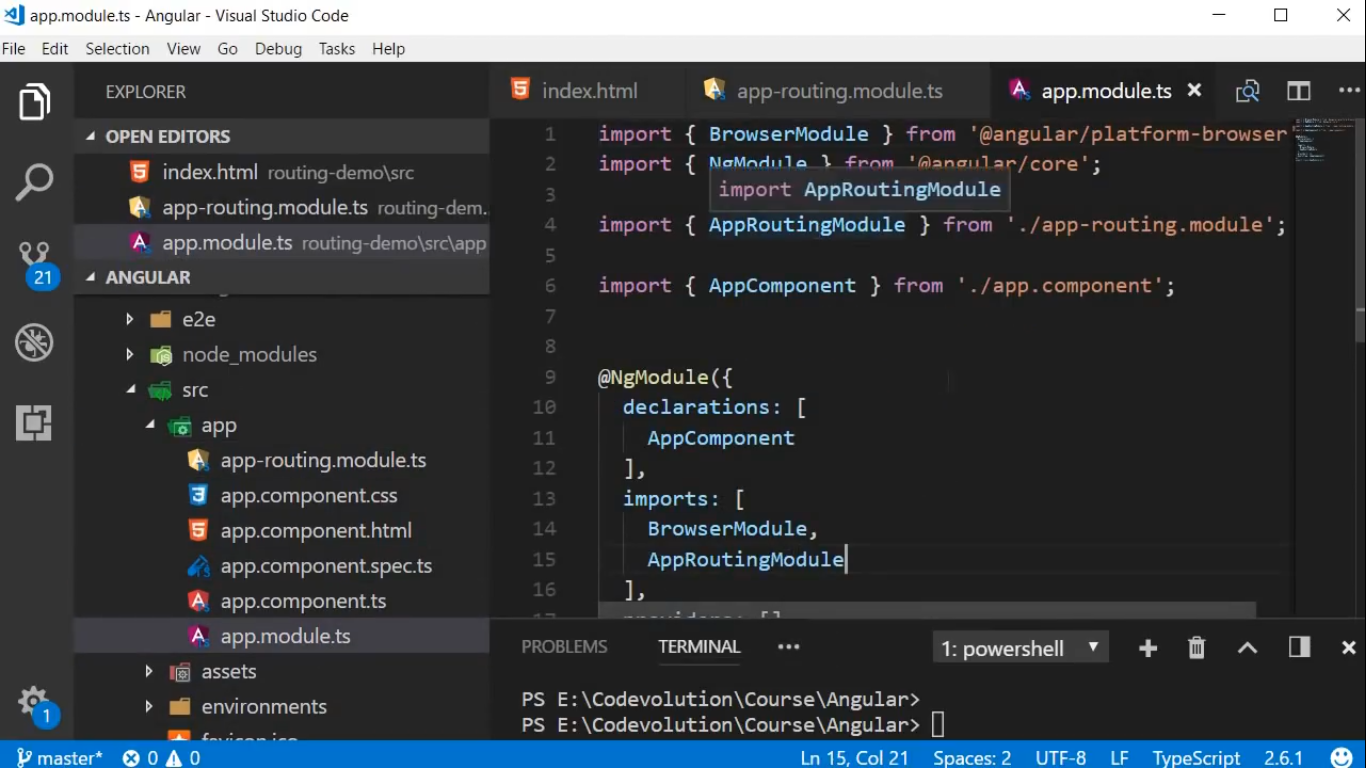 app.module.ts - Angular - Visual Studio Code
File Edit Selection View Go Debug Tasks Help
EXPLORER
OPEN EDITORS
index.html routing-demo\src
app-routing.module.ts routing-dem...
app.module.ts routing-demo\src\app
21
ANGULAR
e2e
node_modules
src
app
app-routing.module.ts
app.component.css
app.component.html
app.component.spec.ts
app.component.ts
app.module.ts
assets
environments
favicon.ico
1
index.html app-routing.module.ts app.module.ts
1 import { BrowserModule } from '@angular/platform-browser'
2 import { NgModule } from '@angular/core';
import AppRoutingModule
3
4 import { AppRoutingModule } from './app-routing.module';
5
6 import { AppComponent } from './app.component';
7
8
9 @NgModule({
10 declarations: [
11 AppComponent
12 ],
13 imports: [
14 BrowserModule,
15 AppRoutingModule
16 ],
17 providers: []
PROBLEMS TERMINAL ••• 1: powershell
PS E:\Codevolution\Course\Angular>
PS E:\Codevolution\Course\Angular>
master* 0 0 Ln 15, Col 21 Spaces: 2 UTF-8 LF TypeScript 2.6.1